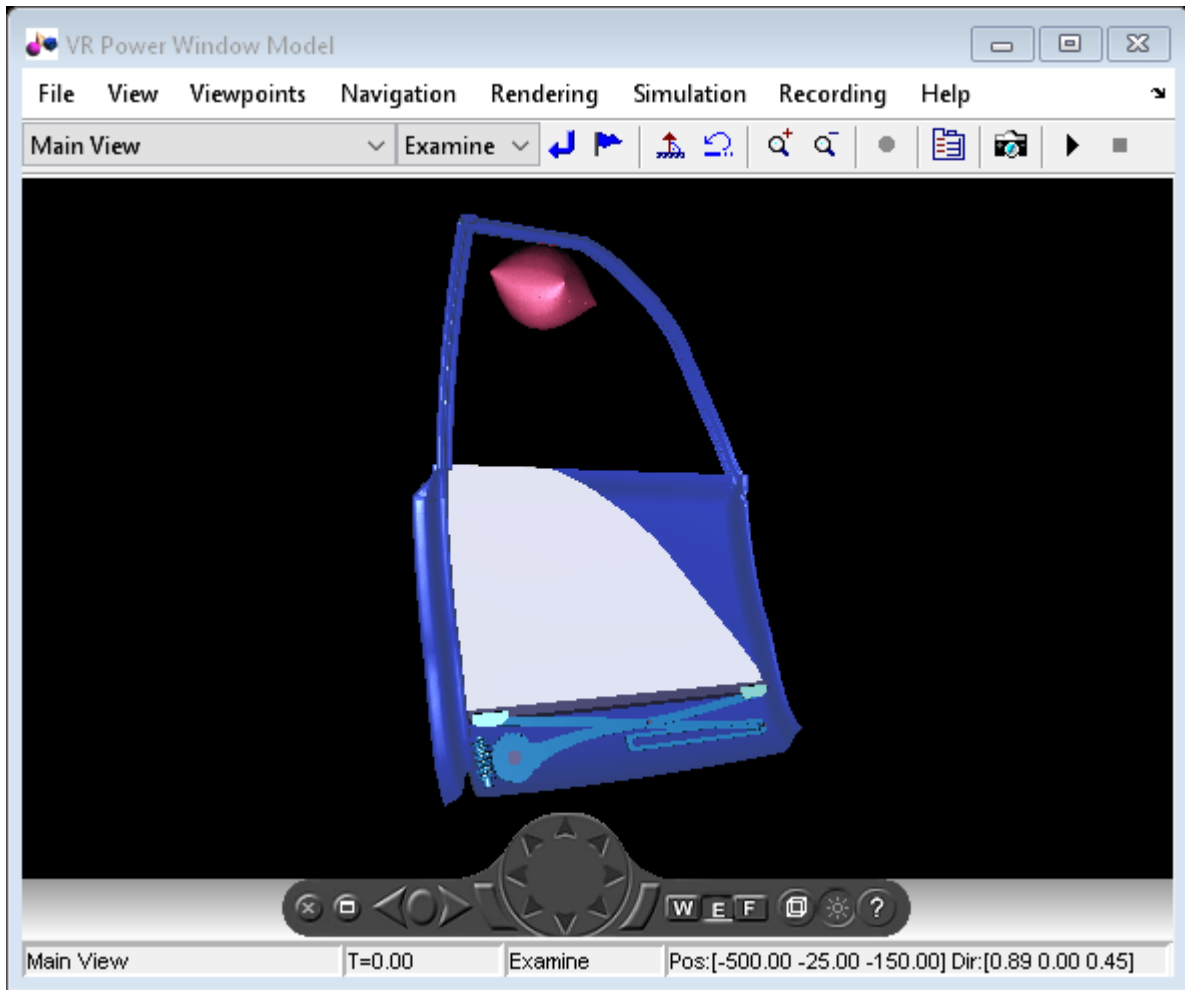 VR Power Window Model
File View Viewpoints Navigation Rendering Simulation Recording Help
Main View Examine
W E F ?
Main View T=0.00 Examine Pos:[-500.00 -25.00 -150.00] Dir:[0.89 0.00 0.45]